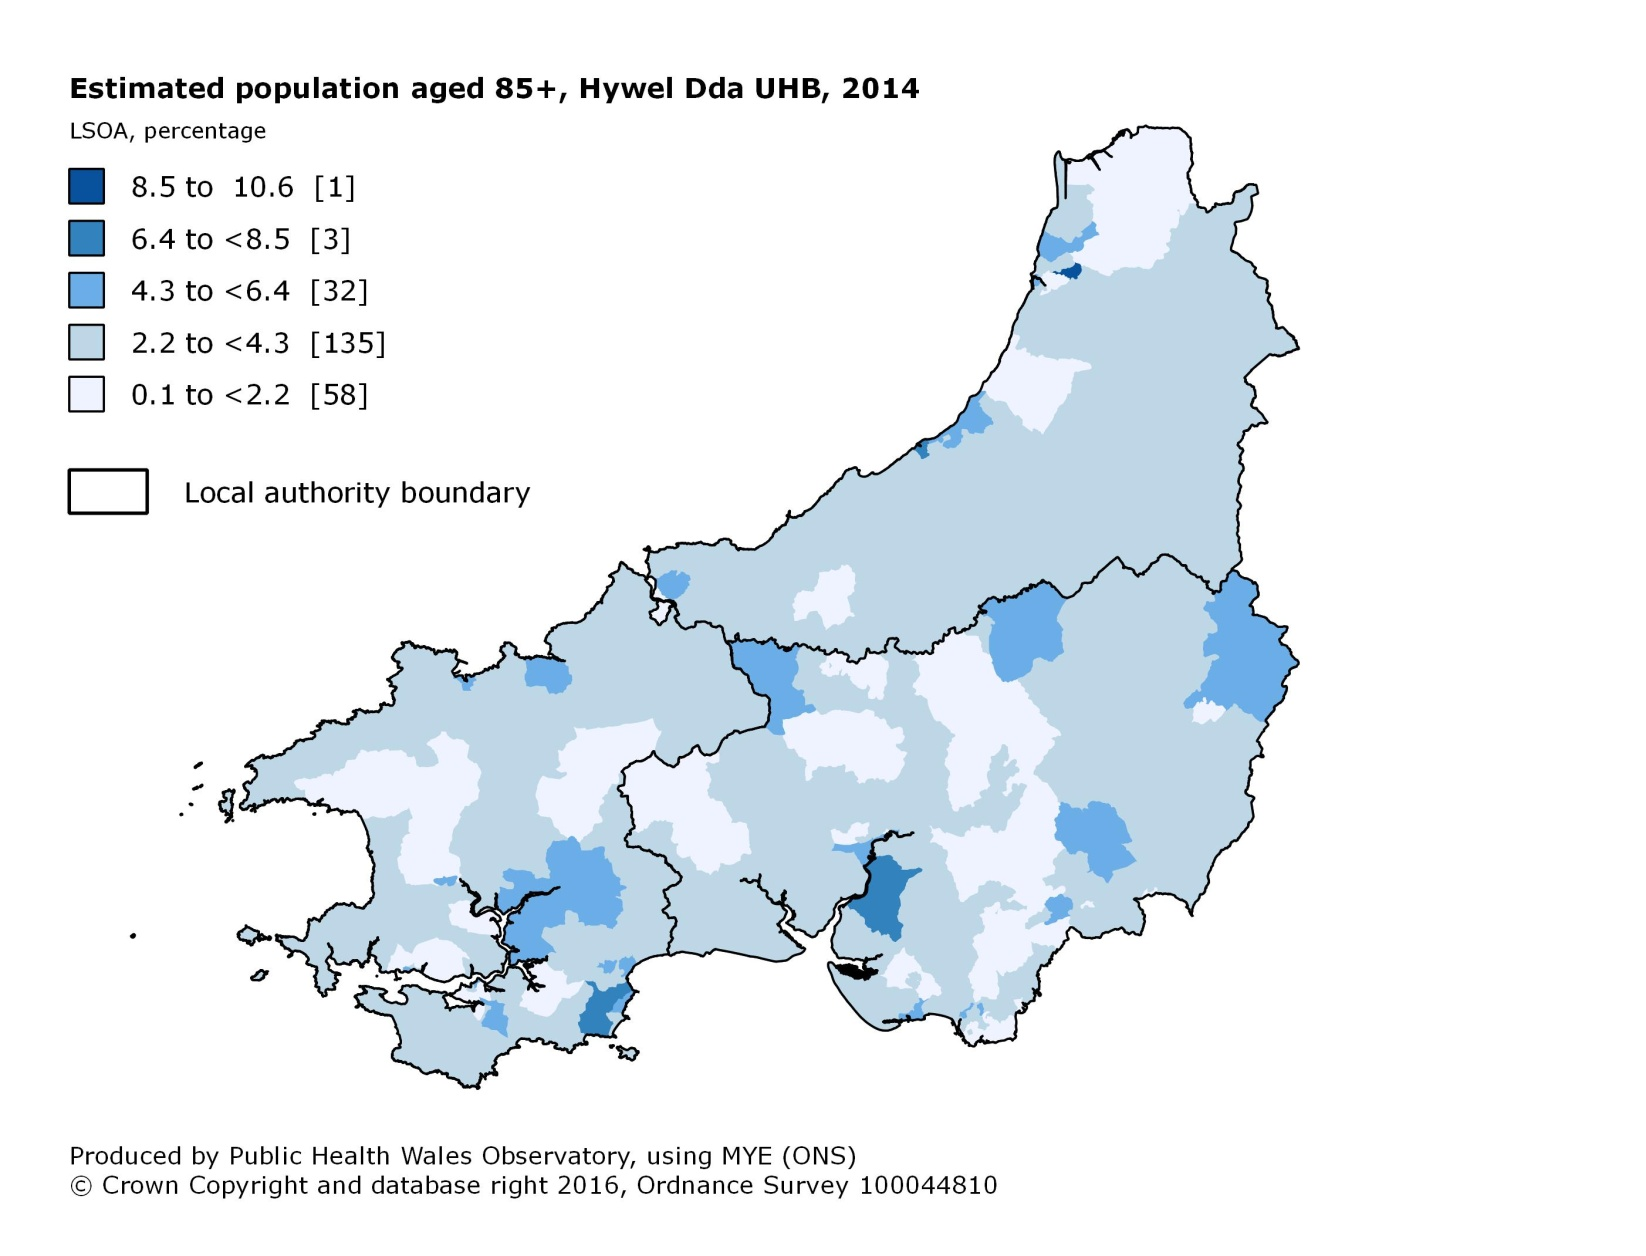 Estimated population aged 85+, Hywel Dda UHB, 2014
LSOA, percentage
8.5 to 10.6 [1]
6.4 to <8.5 [3]
4.3 to <6.4 [32]
2.2 to <4.3 [135]
0.1 to <2.2 [58]
Local authority boundary
Produced by Public Health Wales Observatory, using MYE (ONS)
© Crown Copyright and database right 2016, Ordnance Survey 100044810